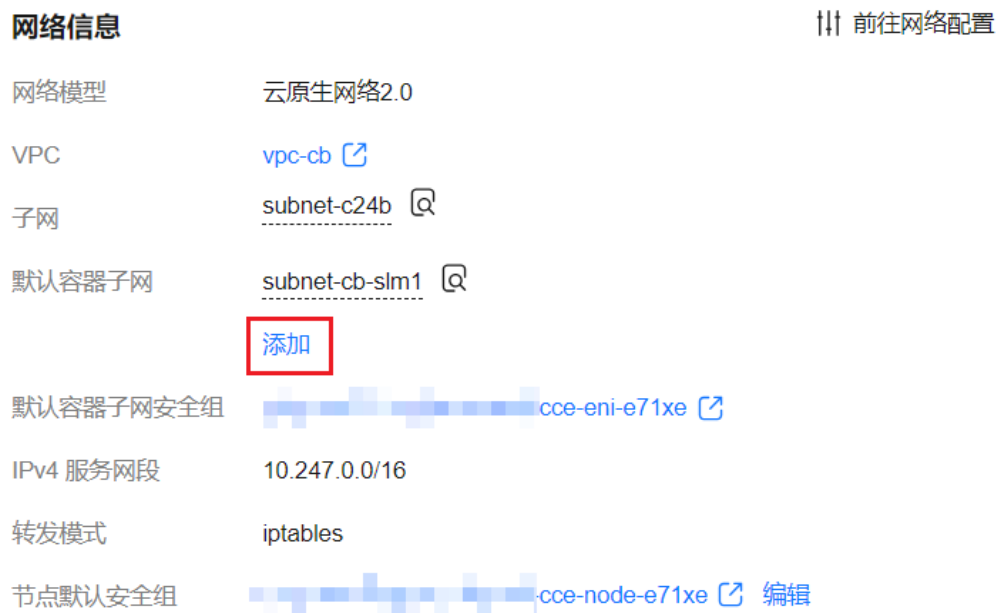 网络信息 前往网络配置
网络模型 云原生网络2.0
VPC vpc-cb
子网 subnet-c24b
默认容器子网 subnet-cb-slm1
添加
默认容器子网安全组 cce-eni-e71xe
IPv4 服务网段 10.247.0.0/16
转发模式 iptables
节点默认安全组 -cce-node-e71xe 编辑